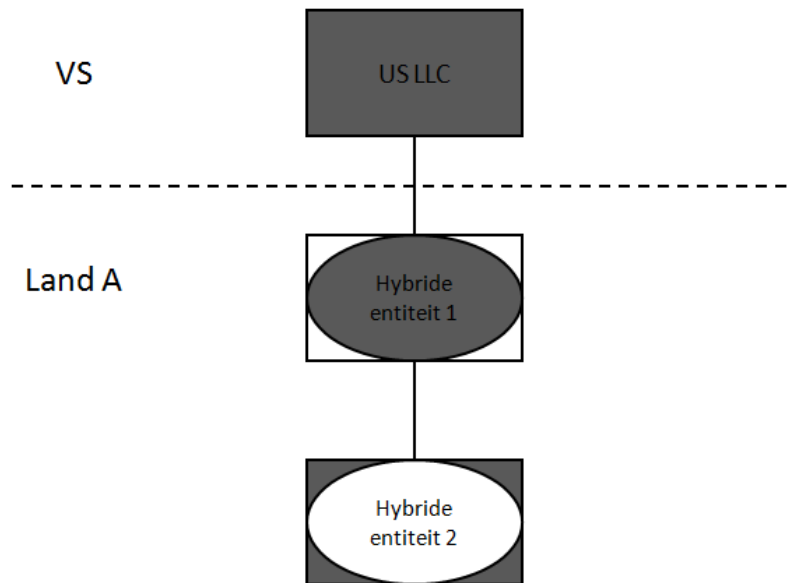 VS
US LLC
Land A
Hybride
entiteit 1
Hybride
entiteit 2